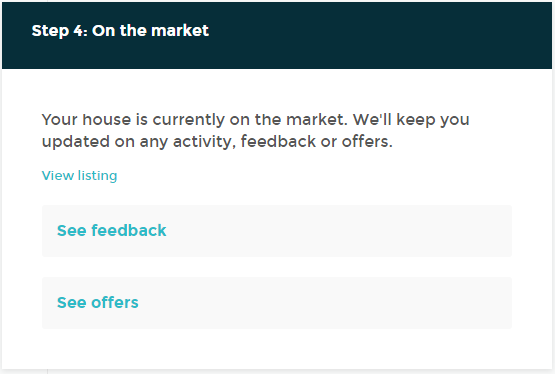 Step 4: On the market
Your house is currently on the market. We'll keep you
updated on any activity, feedback or offers.
View listing
See feedback
See offers